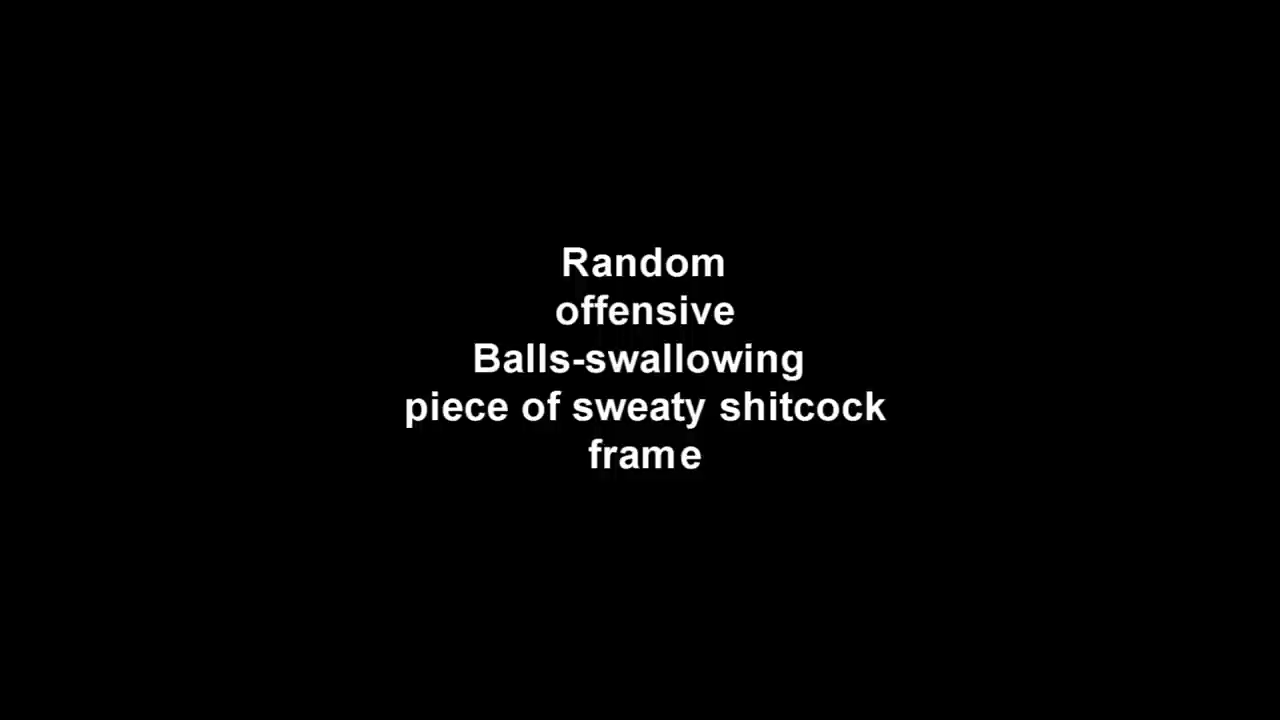 Random
offensive
Balls-swallowing
piece of sweaty shitcock
frame